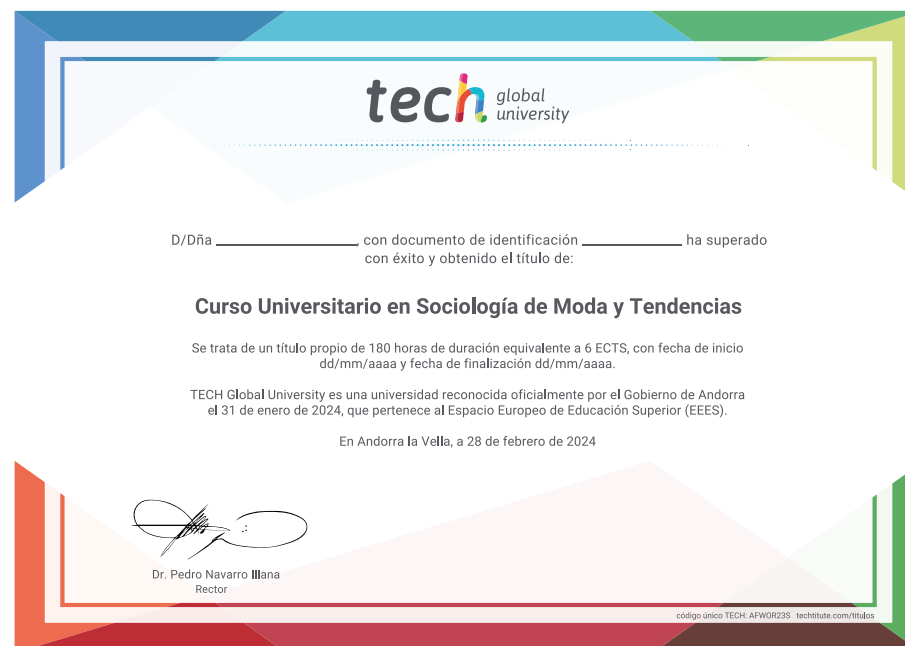 tech global university
D/Dña ____________________, con documento de identificación ______________ ha superado
con éxito y obtenido el título de:
Curso Universitario en Sociología de Moda y Tendencias
Se trata de un título propio de 180 horas de duración equivalente a 6 ECTS, con fecha de inicio
dd/mm/aaaa y fecha de finalización dd/mm/aaaa.
TECH Global University es una universidad reconocida oficialmente por el Gobierno de Andorra
el 31 de enero de 2024, que pertenece al Espacio Europeo de Educación Superior (EEES).
En Andorra la Vella, a 28 de febrero de 2024
Dr. Pedro Navarro Illana
Rector
código único TECH: AFWOR23S techtitute.com/titulos